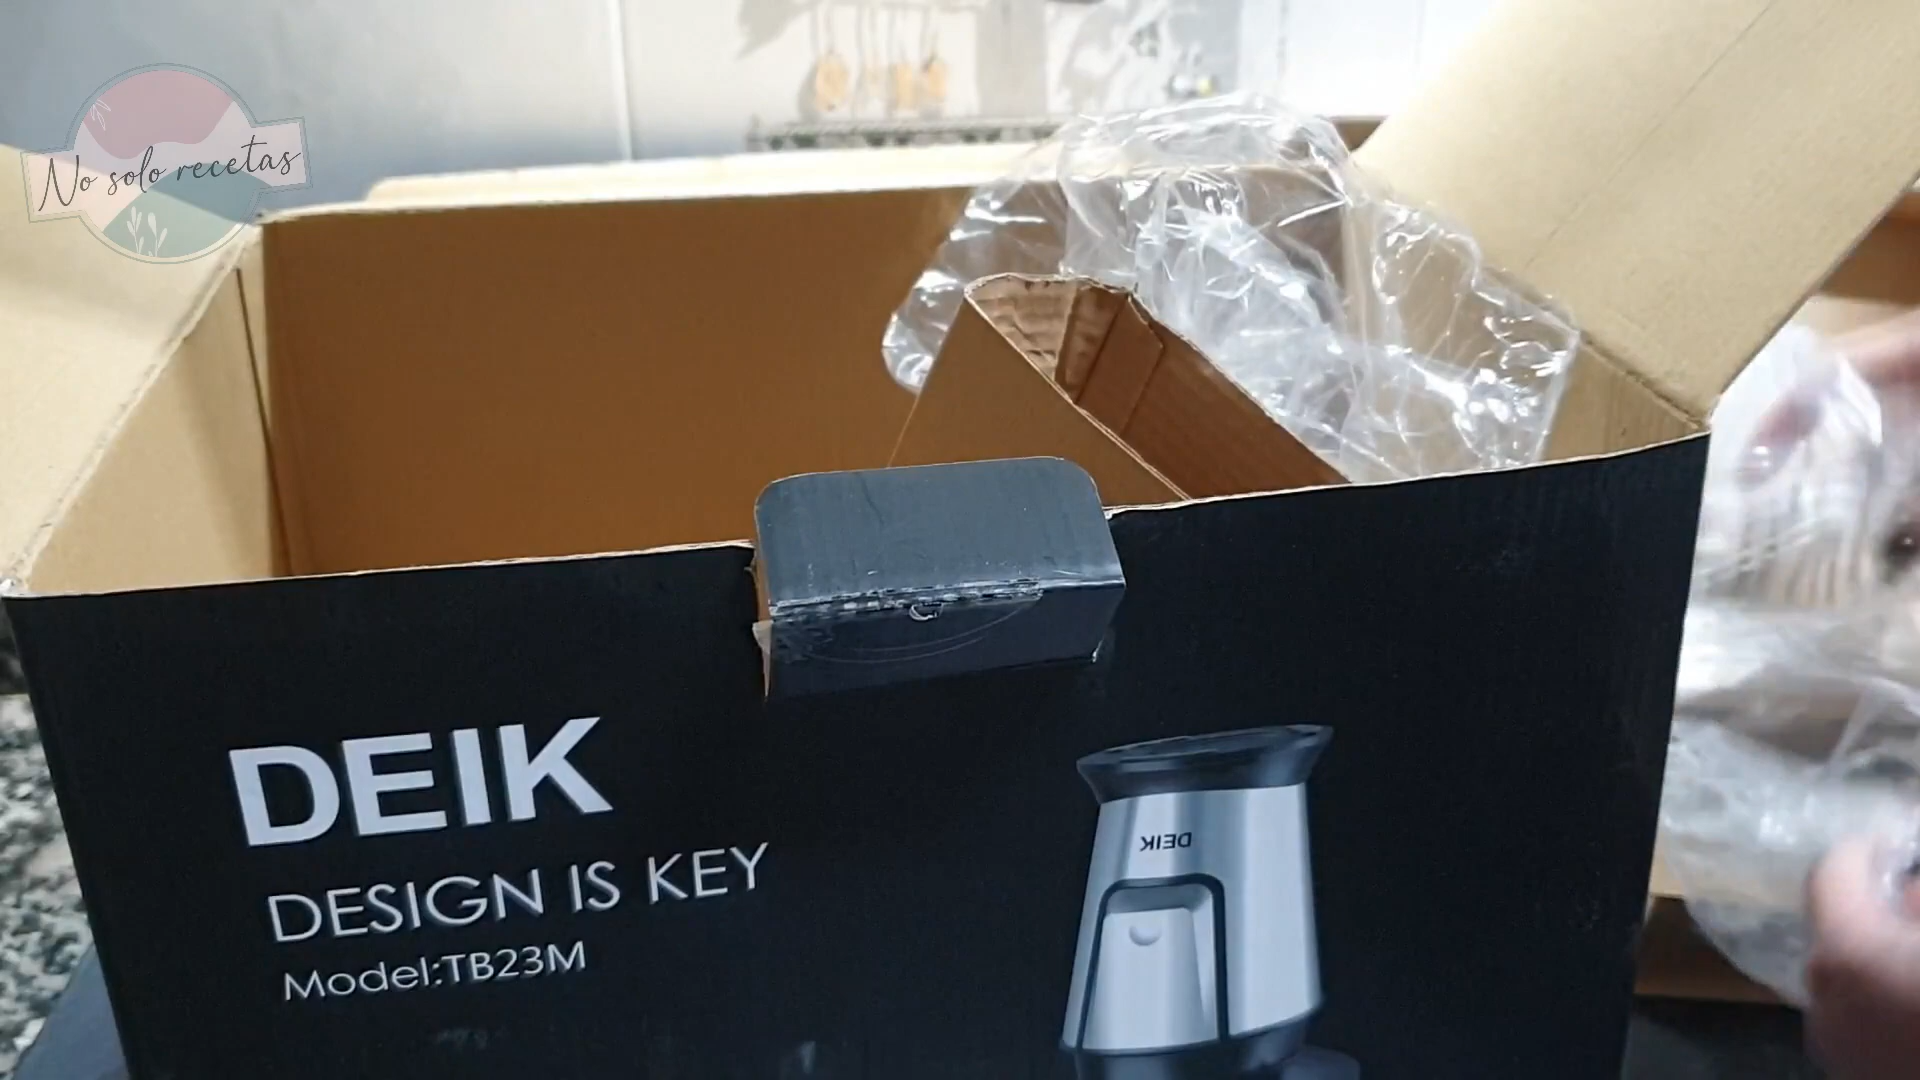 No solo recetas
DEIK
DESIGN IS KEY
Model:TB23M
DEIK